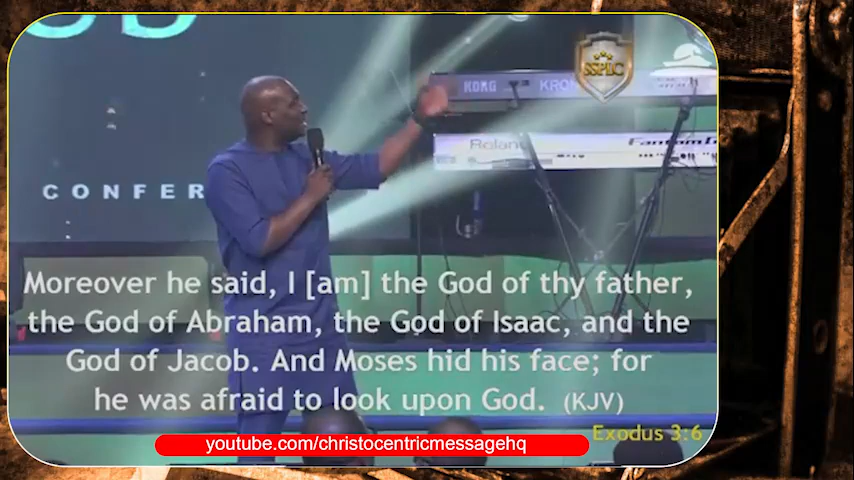 KORG
KRON
SSPLC
Roland
Fantom G
CONFER
Moreover he said, I [am] the God of thy father,
the God of Abraham, the God of Isaac, and the
God of Jacob. And Moses hid his face; for
he was afraid to look upon God. (KJV)
Exodus 3:6
youtube.com/christocentricmessagehq